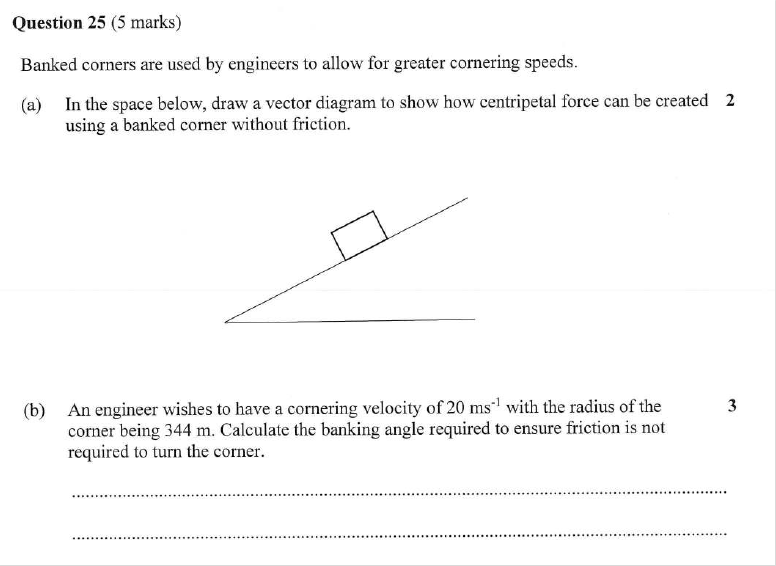 Question 25 (5 marks)
Banked corners are used by engineers to allow for greater cornering speeds.
(a) In the space below, draw a vector diagram to show how centripetal force can be created 2
using a banked corner without friction.
(b) An engineer wishes to have a cornering velocity of 20 ms⁻¹ with the radius of the 3
corner being 344 m. Calculate the banking angle required to ensure friction is not
required to turn the corner.